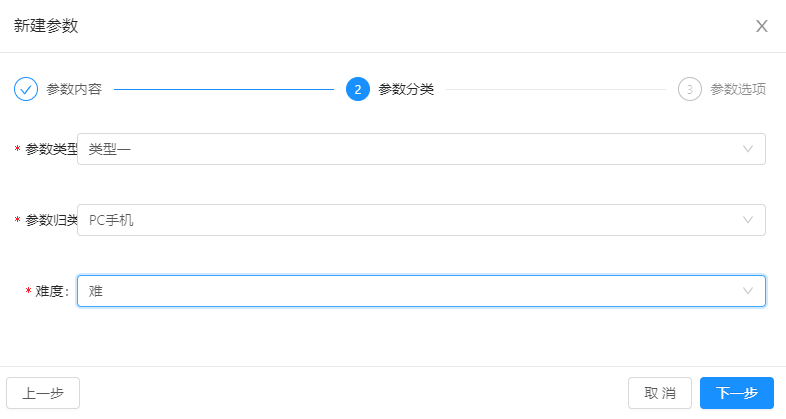 新建参数
参数内容
2 参数分类
3 参数选项
* 参数类型 类型一
* 参数归类 PC手机
* 难度: 难
上一步 取 消 下一步